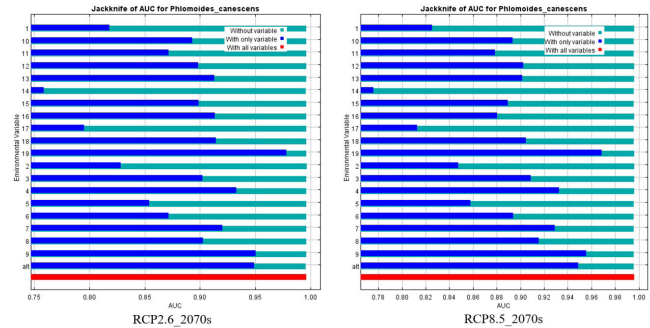 Jackknife of AUC for Phlomoides_canescens
Without variable
With only variable
With all variables
Environmental Variable
1
10
11
12
13
14
15
16
17
18
19
2
3
4
5
6
7
8
9
alt
0.75 0.80 0.85 0.90 0.95 1.00
AUC
RCP2.6_2070s
Jackknife of AUC for Phlomoides_canescens
Without variable
With only variable
With all variables
Environmental Variable
1
10
11
12
13
14
15
16
17
18
19
2
3
4
5
6
7
8
9
alt
0.78 0.80 0.82 0.84 0.86 0.88 0.90 0.92 0.94 0.96 0.98 1.00
AUC
RCP8.5_2070s